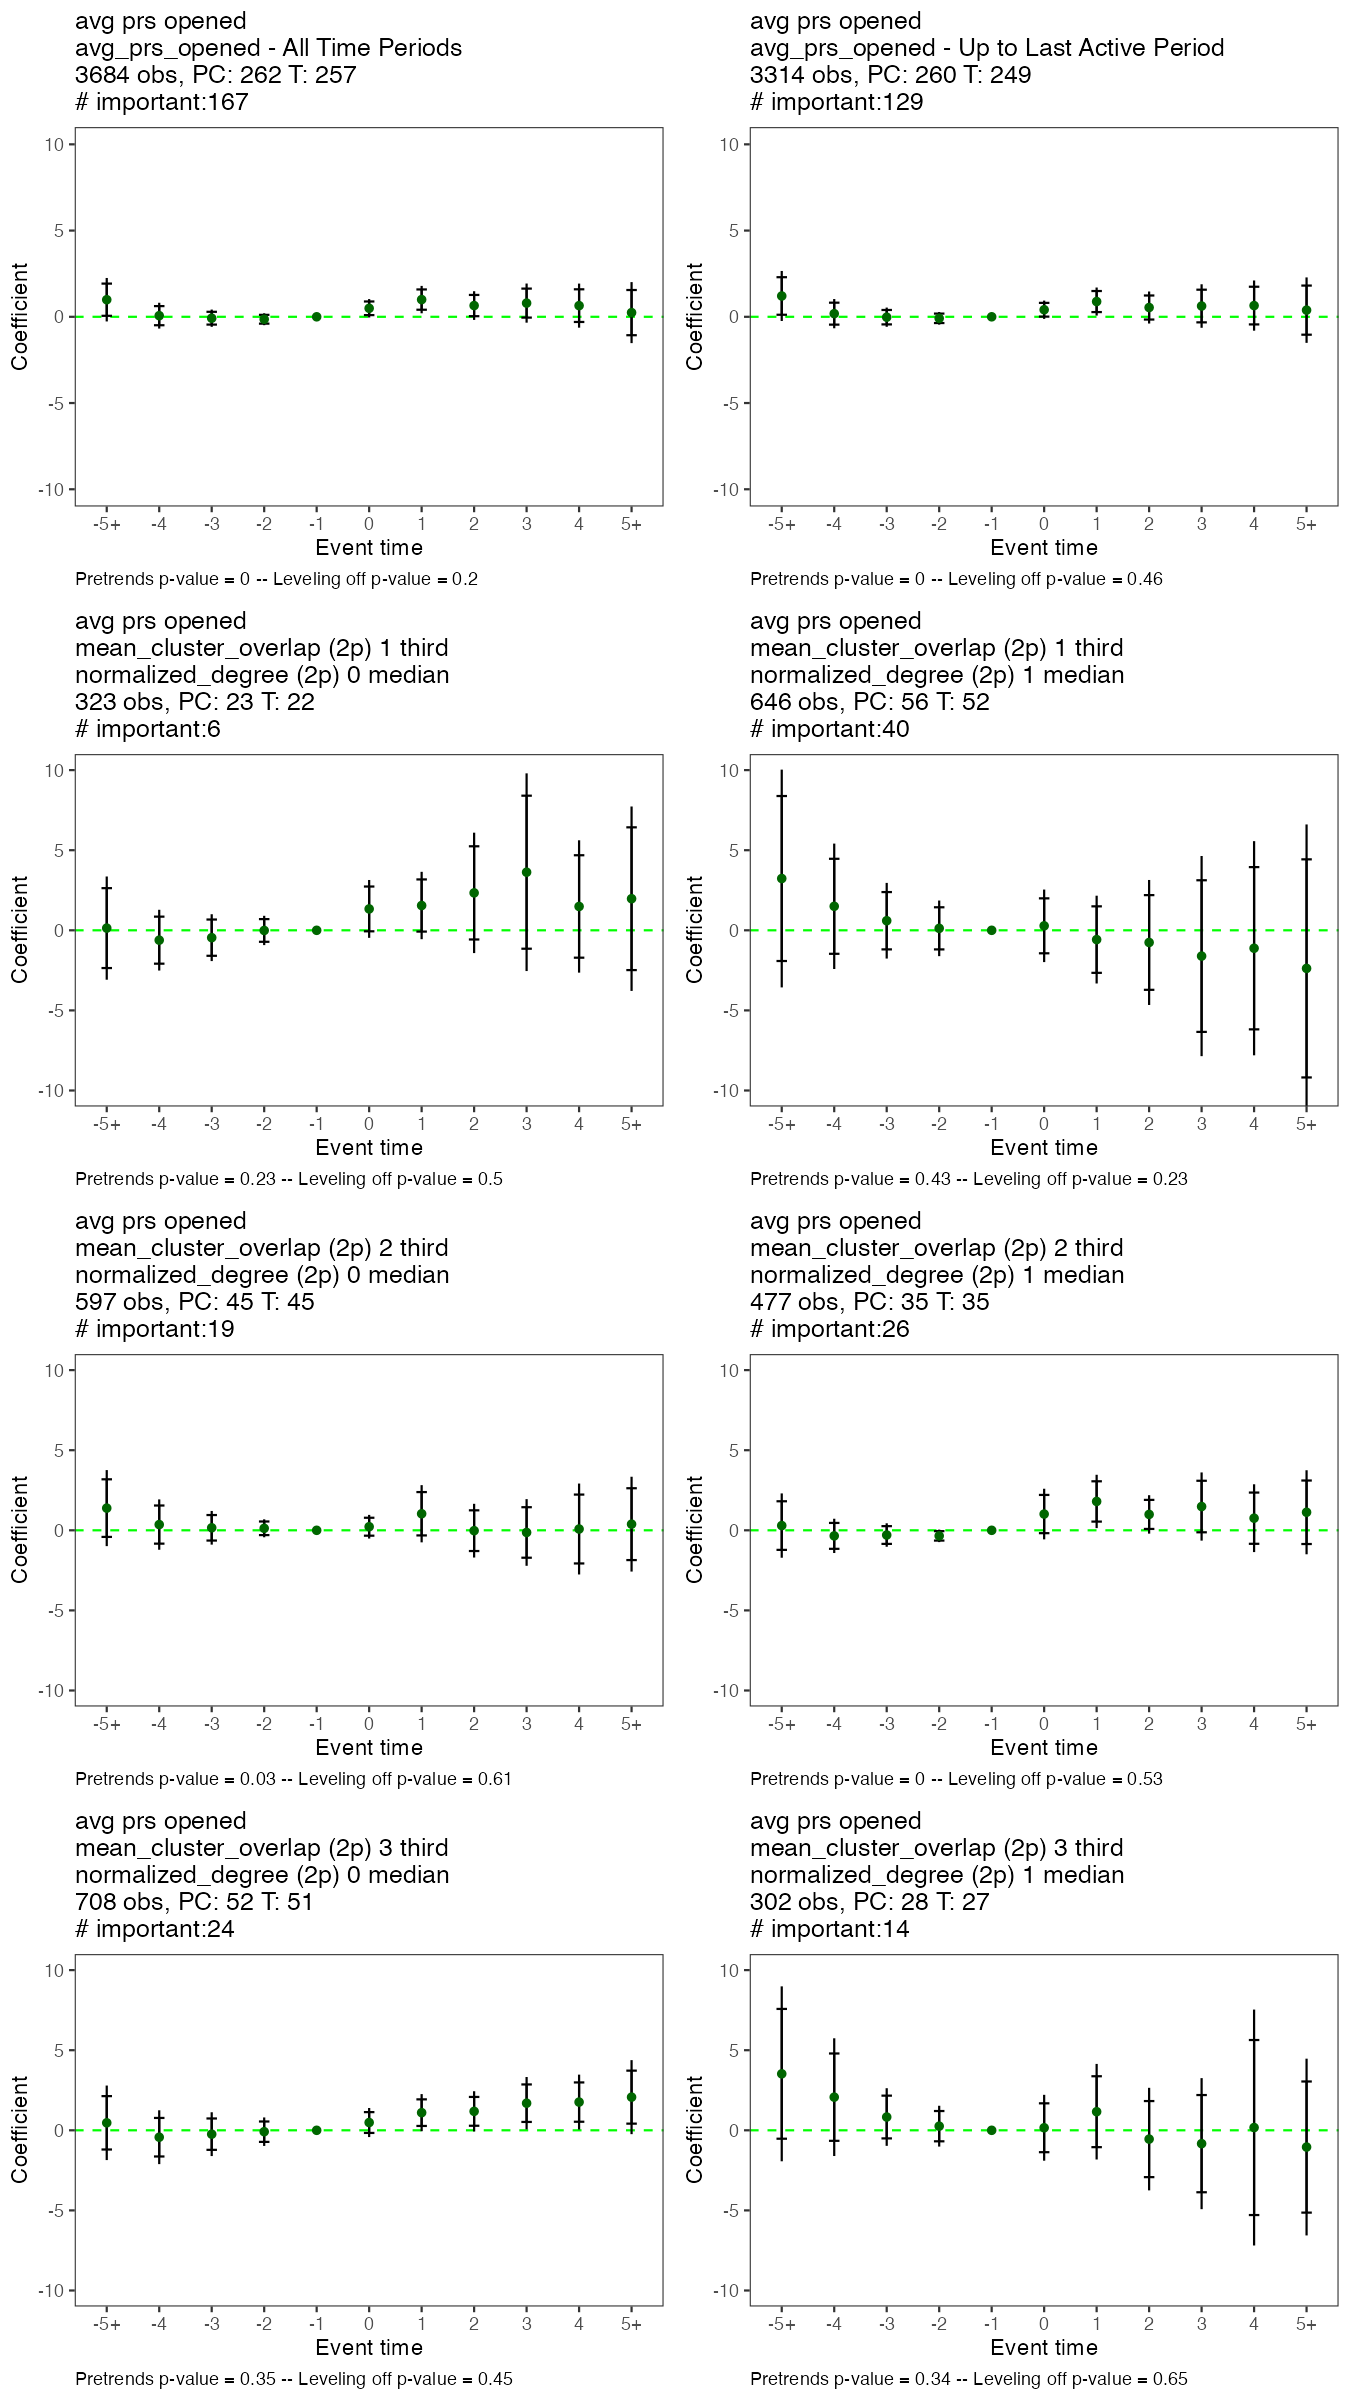 avg prs opened
avg_prs_opened - All Time Periods
3684 obs, PC: 262 T: 257
# important:167
10
5
0
-5
-10
Coefficient
-5+ -4 -3 -2 -1 0 1 2 3 4 5+
Event time
Pretrends p-value = 0 -- Leveling off p-value = 0.2
avg prs opened
avg_prs_opened - Up to Last Active Period
3314 obs, PC: 260 T: 249
# important:129
10
5
0
-5
-10
Coefficient
-5+ -4 -3 -2 -1 0 1 2 3 4 5+
Event time
Pretrends p-value = 0 -- Leveling off p-value = 0.46
avg prs opened
mean_cluster_overlap (2p) 1 third
normalized_degree (2p) 0 median
323 obs, PC: 23 T: 22
# important:6
10
5
0
-5
-10
Coefficient
-5+ -4 -3 -2 -1 0 1 2 3 4 5+
Event time
Pretrends p-value = 0.23 -- Leveling off p-value = 0.5
avg prs opened
mean_cluster_overlap (2p) 1 third
normalized_degree (2p) 1 median
646 obs, PC: 56 T: 52
# important:40
10
5
0
-5
-10
Coefficient
-5+ -4 -3 -2 -1 0 1 2 3 4 5+
Event time
Pretrends p-value = 0.43 -- Leveling off p-value = 0.23
avg prs opened
mean_cluster_overlap (2p) 2 third
normalized_degree (2p) 0 median
597 obs, PC: 45 T: 45
# important:19
10
5
0
-5
-10
Coefficient
-5+ -4 -3 -2 -1 0 1 2 3 4 5+
Event time
Pretrends p-value = 0.03 -- Leveling off p-value = 0.61
avg prs opened
mean_cluster_overlap (2p) 2 third
normalized_degree (2p) 1 median
477 obs, PC: 35 T: 35
# important:26
10
5
0
-5
-10
Coefficient
-5+ -4 -3 -2 -1 0 1 2 3 4 5+
Event time
Pretrends p-value = 0 -- Leveling off p-value = 0.53
avg prs opened
mean_cluster_overlap (2p) 3 third
normalized_degree (2p) 0 median
708 obs, PC: 52 T: 51
# important:24
10
5
0
-5
-10
Coefficient
-5+ -4 -3 -2 -1 0 1 2 3 4 5+
Event time
Pretrends p-value = 0.35 -- Leveling off p-value = 0.45
avg prs opened
mean_cluster_overlap (2p) 3 third
normalized_degree (2p) 1 median
302 obs, PC: 28 T: 27
# important:14
10
5
0
-5
-10
Coefficient
-5+ -4 -3 -2 -1 0 1 2 3 4 5+
Event time
Pretrends p-value = 0.34 -- Leveling off p-value = 0.65